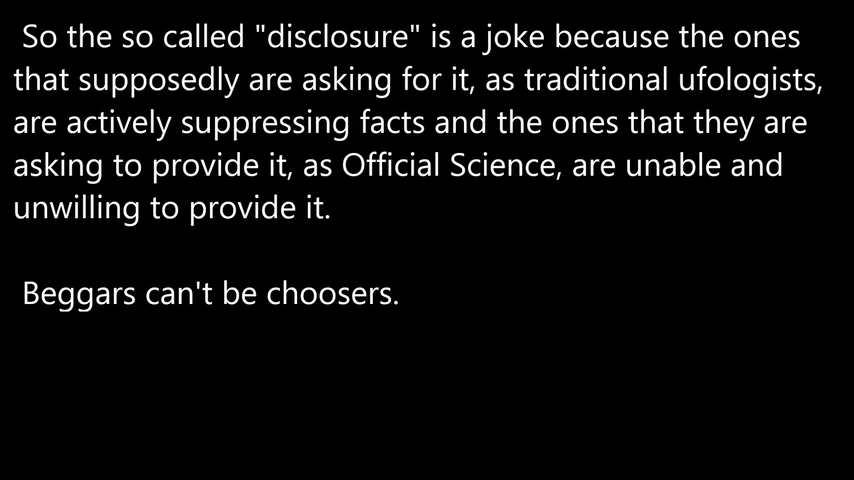 So the so called "disclosure" is a joke because the ones
that supposedly are asking for it, as traditional ufologists,
are actively suppressing facts and the ones that they are
asking to provide it, as Official Science, are unable and
unwilling to provide it.
Beggars can't be choosers.